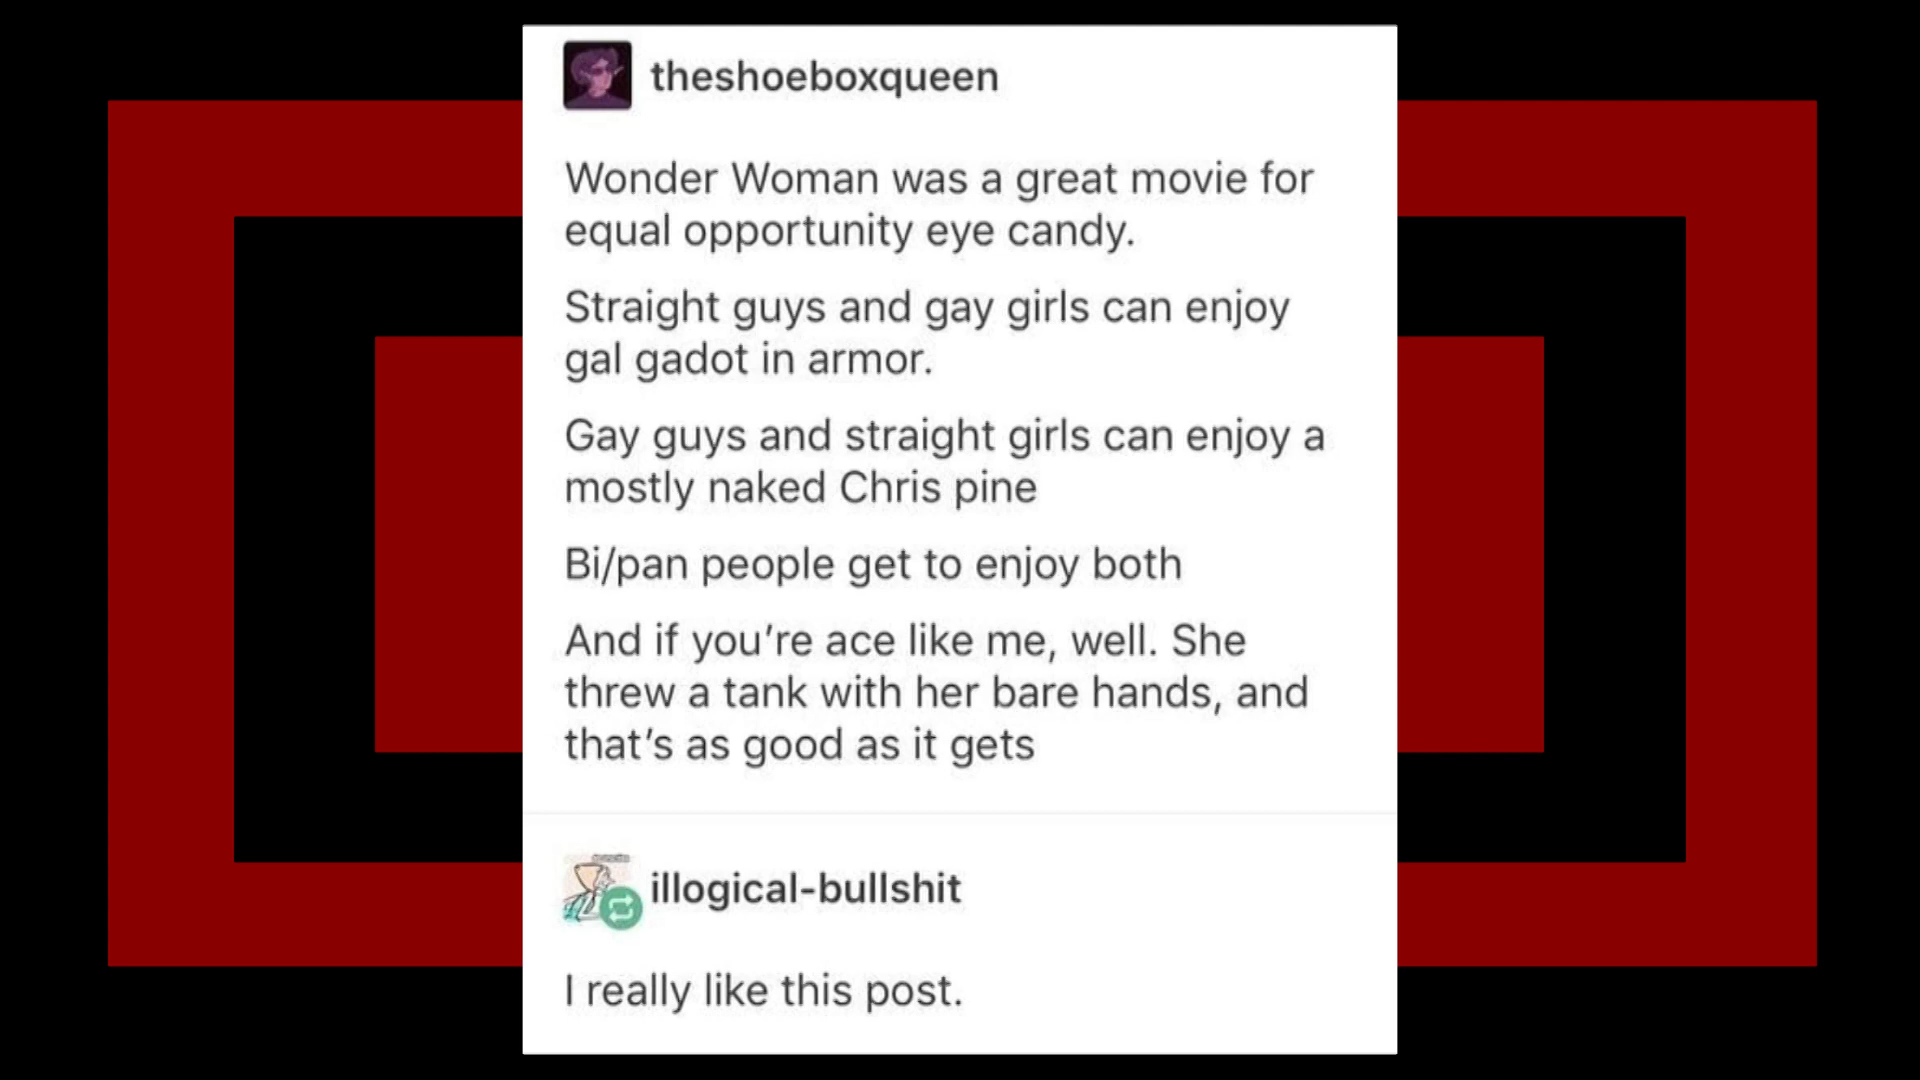 theshoeboxqueen
Wonder Woman was a great movie for
equal opportunity eye candy.
Straight guys and gay girls can enjoy
gal gadot in armor.
Gay guys and straight girls can enjoy a
mostly naked Chris pine
Bi/pan people get to enjoy both
And if you’re ace like me, well. She
threw a tank with her bare hands, and
that’s as good as it gets
illogical-bullshit
I really like this post.